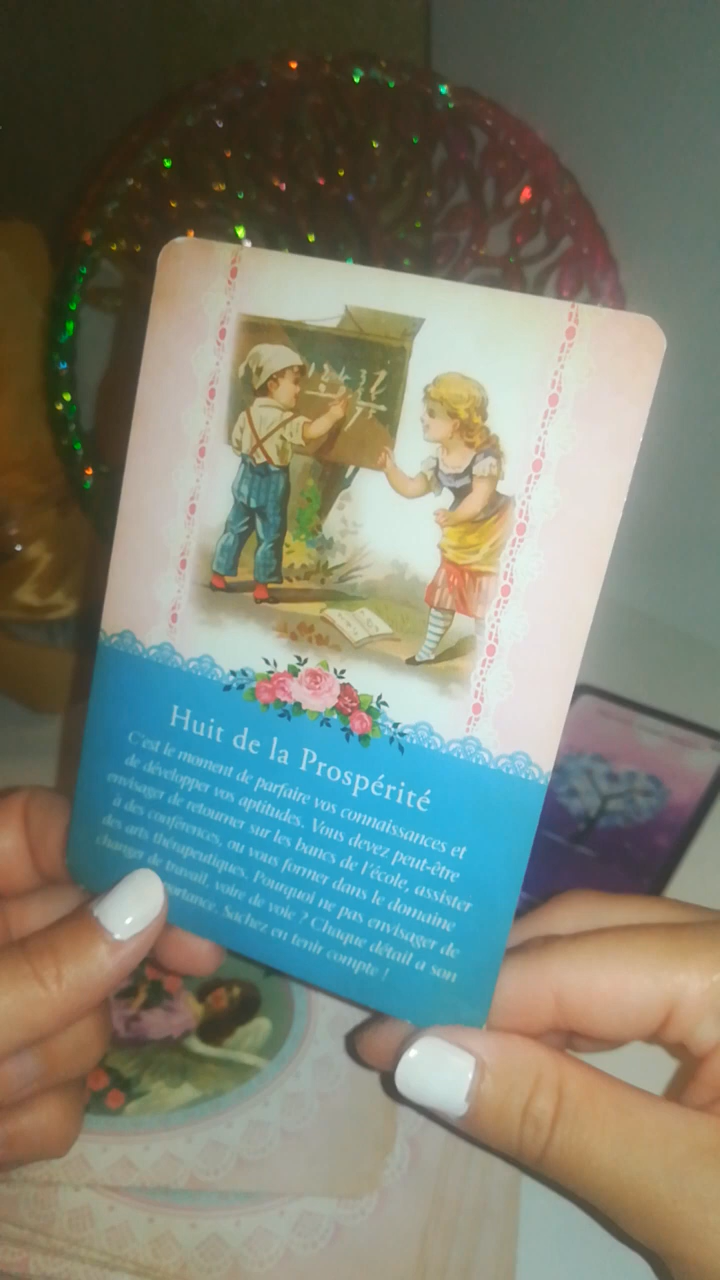 Huit de la Prospérité
C'est le moment de parfaire vos connaissances et
de développer vos aptitudes. Vous devez peut-être
envisager de retourner sur les bancs de l'école, assister
à des conférences, ou vous former dans le domaine
des arts thérapeutiques. Pourquoi ne pas envisager de
changer de travail, voire de voie ? Chaque détail a son
Sachez en tenir compte !